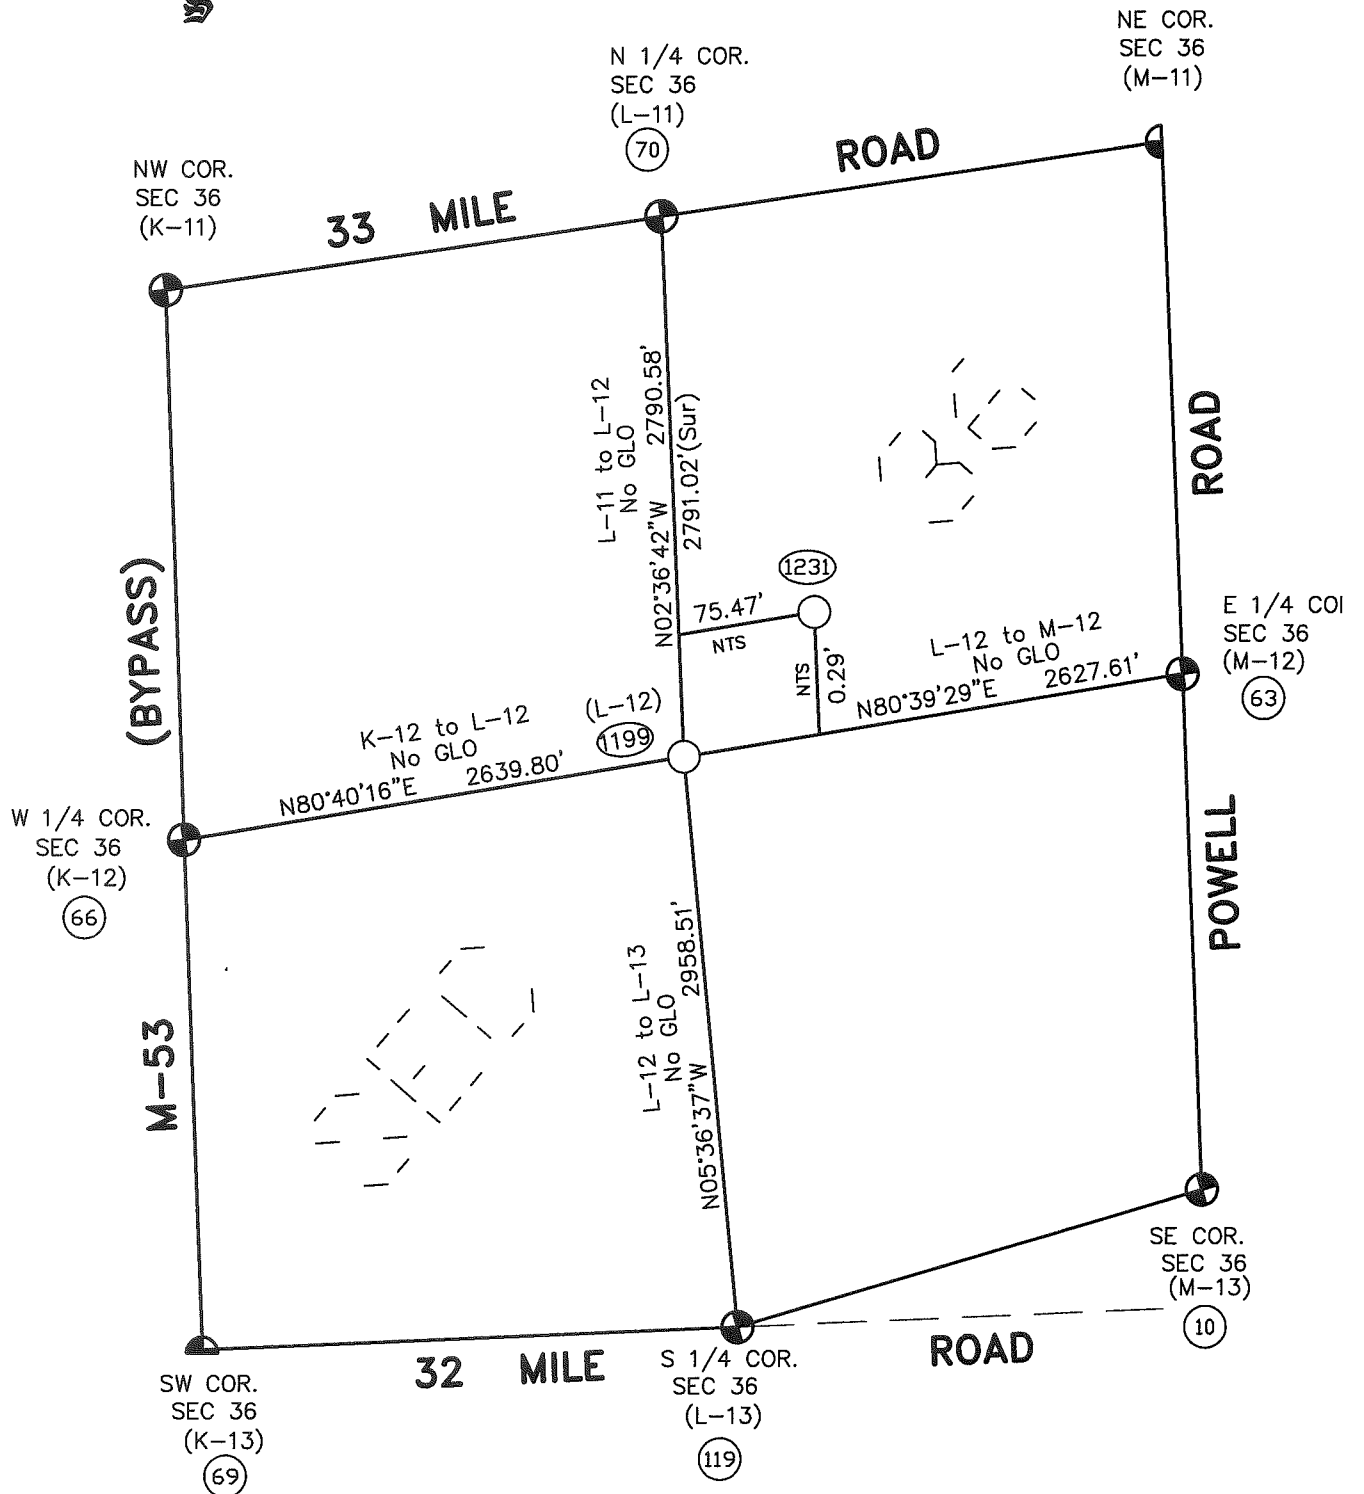 NE COR.
SEC 36
(M-11)
N 1/4 COR.
SEC 36
(L-11)
70
NW COR.
SEC 36
(K-11)
33 MILE ROAD
L-11 to L-12
No GLO
N02°36'42"W 2790.58'
2791.02'(Sur)
ROAD
POWELL
(BYPASS)
M-53
1231
75.47'
NTS
NTS
0.29'
L-12 to M-12
No GLO
N80°39'29"E 2627.61'
E 1/4 COI
SEC 36
(M-12)
63
(L-12)
1199
K-12 to L-12
No GLO
N80°40'16"E 2639.80'
W 1/4 COR.
SEC 36
(K-12)
66
L-12 to L-13
No GLO
N05°36'37"W 2958.51'
SE COR.
SEC 36
(M-13)
10
32 MILE ROAD
S 1/4 COR.
SEC 36
(L-13)
119
SW COR.
SEC 36
(K-13)
69